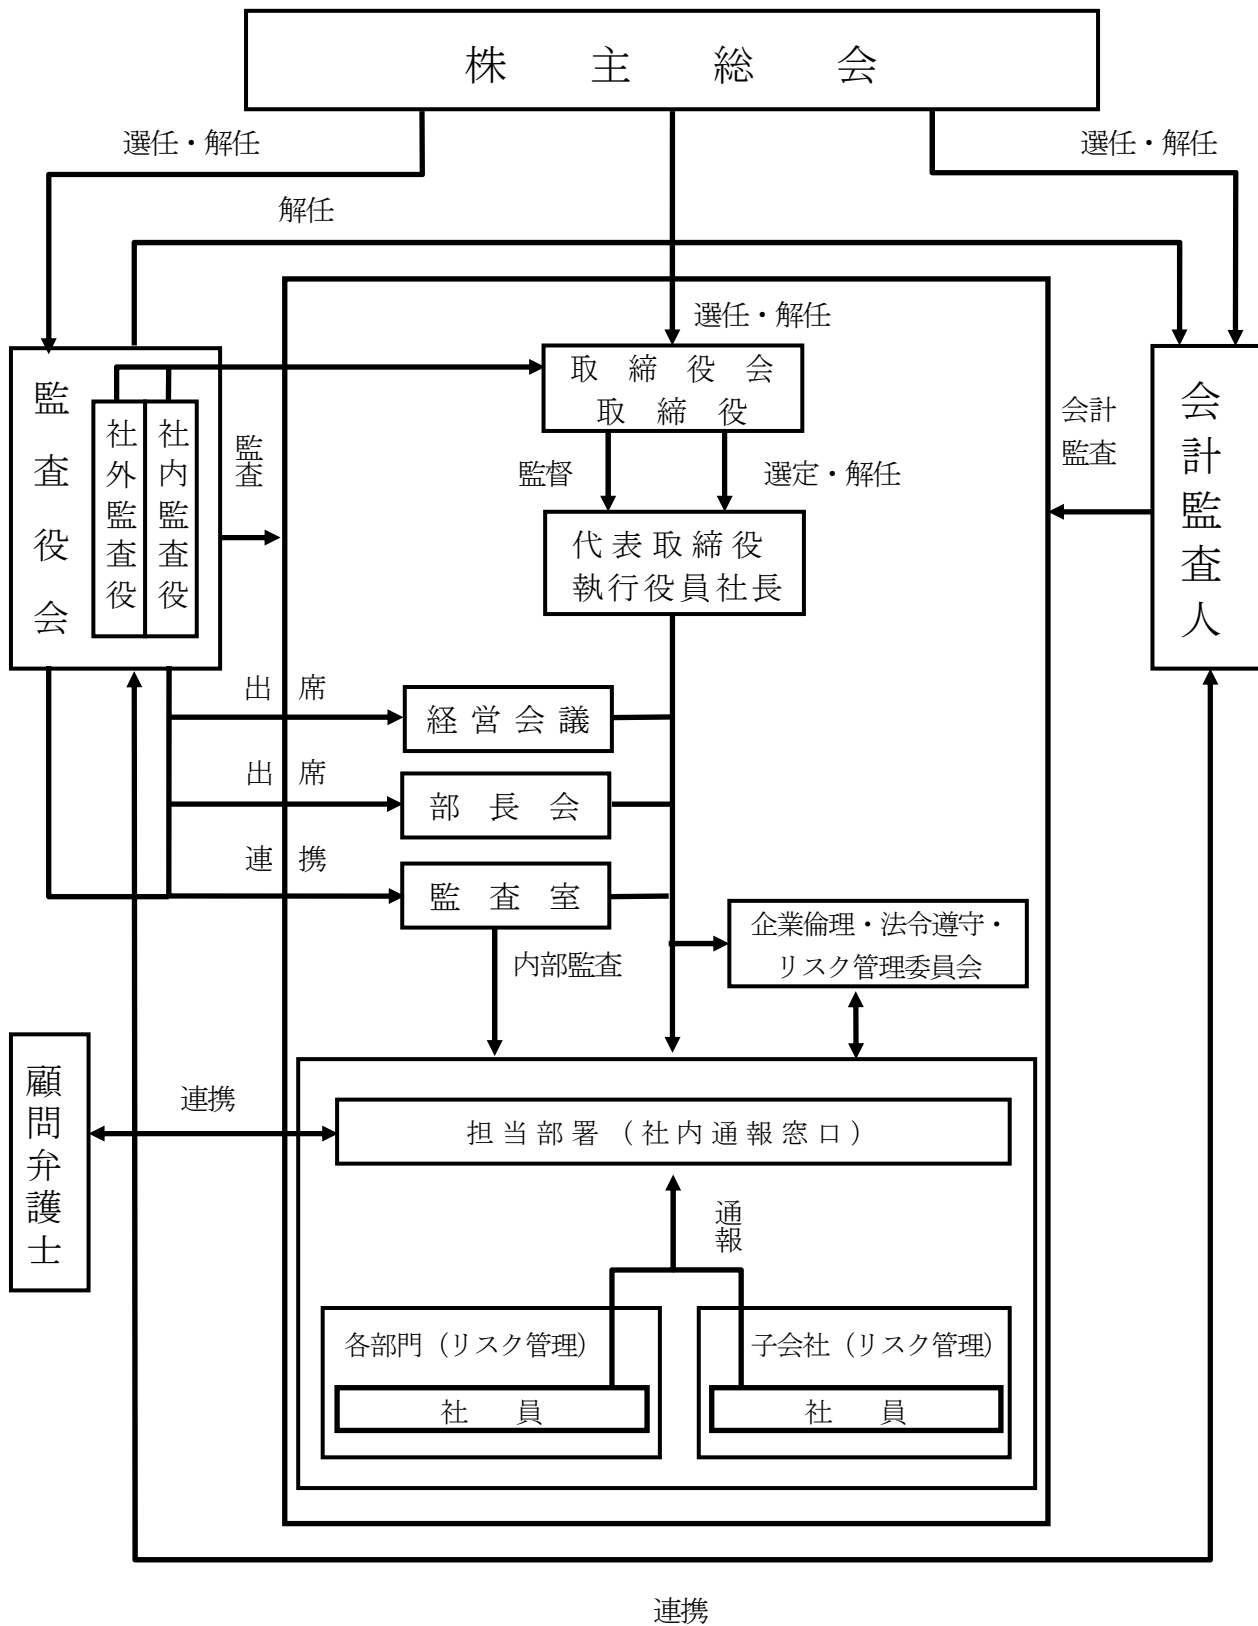 株主総会
選任・解任
選任・解任
解任
選任・解任
取締役会
取締役
監査役会
社外監査役
社内監査役
監査
会計
監査
会計監査人
監督
選定・解任
代表取締役
執行役員社長
出席
経営会議
出席
部長会
連携
監査室
企業倫理・法令遵守・
リスク管理委員会
内部監査
顧問弁護士
連携
担当部署（社内通報窓口）
通報
各部門（リスク管理）
子会社（リスク管理）
社員
社員
連携